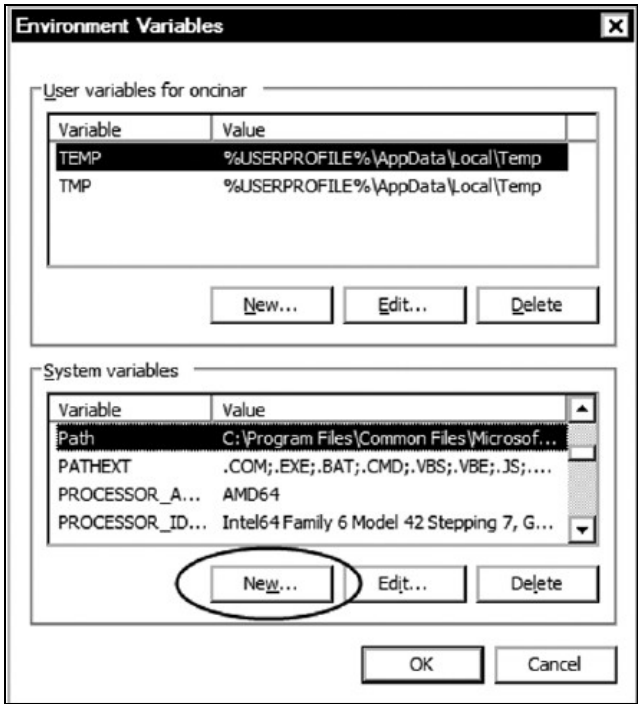 Environment Variables
User variables for oncinar
Variable Value
TEMP %USERPROFILE%\AppData\Local\Temp
TMP %USERPROFILE%\AppData\Local\Temp
New... Edit... Delete
System variables
Variable Value
Path C:\Program Files\Common Files\Microsof...
PATHEXT .COM;.EXE;.BAT;.CMD;.VBS;.VBE;.JS;....
PROCESSOR_A... AMD64
PROCESSOR_ID... Intel64 Family 6 Model 42 Stepping 7, G...
New... Edit... Delete
OK Cancel